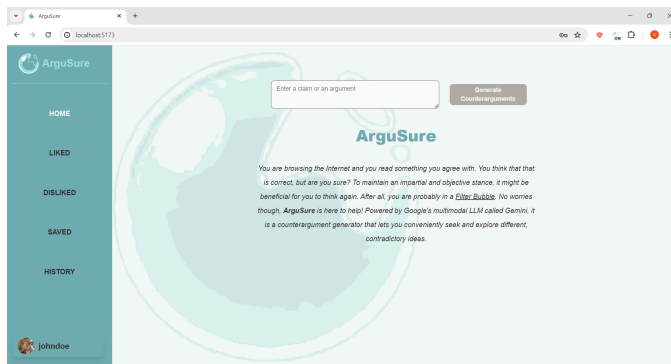 ArguSure
localhost:5173
ArguSure
HOME
LIKED
DISLIKED
SAVED
HISTORY
johndoe
Enter a claim or an argument
Generate
Counterarguments
ArguSure
You are browsing the Internet and you read something you agree with. You think that that
is correct, but are you sure? To maintain an impartial and objective stance, it might be
beneficial for you to think again. After all, you are probably in a Filter Bubble. No worries
though, ArguSure is here to help! Powered by Google's multimodal LLM called Gemini, it
is a counterargument generator that lets you conveniently seek and explore different,
contradictory ideas.